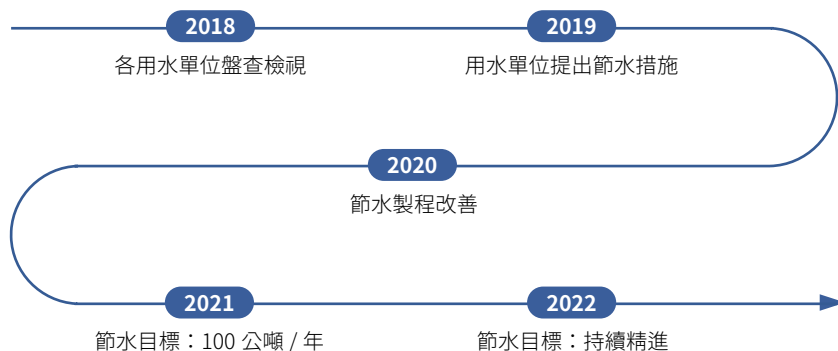 2018
各用水單位盤查檢視
2019
用水單位提出節水措施
2020
節水製程改善
2021
節水目標：100 公噸 / 年
2022
節水目標：持續精進